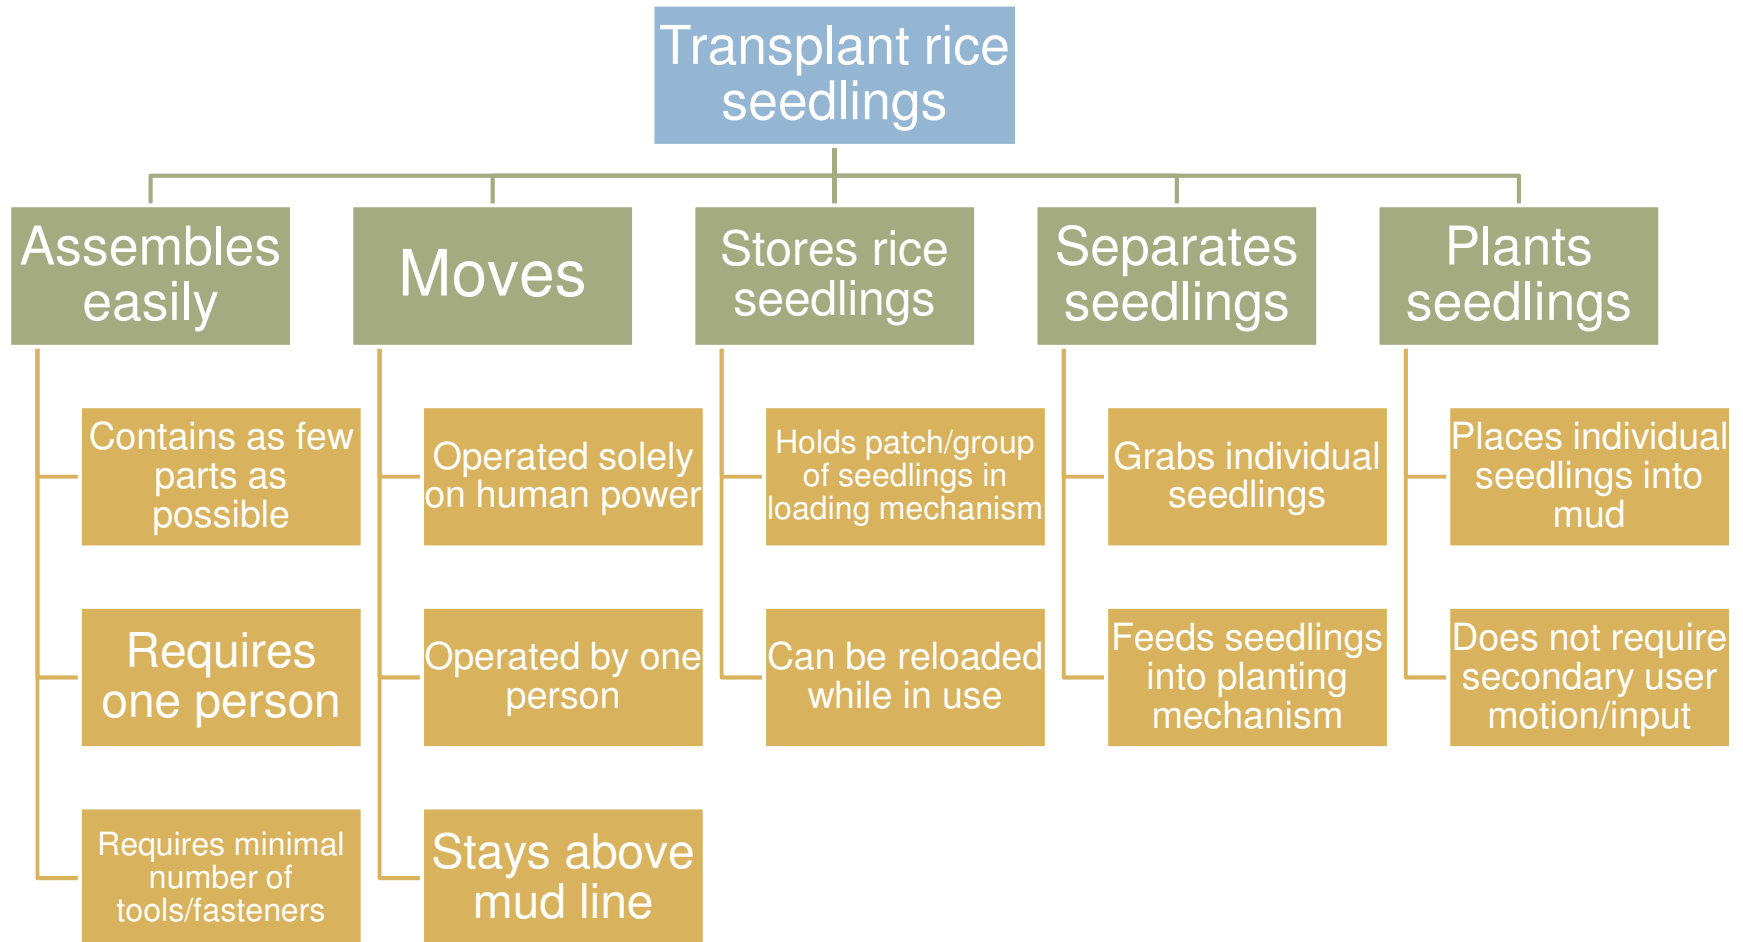 Transplant rice
seedlings
Assembles
easily
Contains as few
parts as
possible
Requires
one person
Requires minimal
number of
tools/fasteners
Moves
Operated solely
on human power
Operated by one
person
Stays above
mud line
Stores rice
seedlings
Holds patch/group
of seedlings in
loading mechanism
Can be reloaded
while in use
Separates
seedlings
Grabs individual
seedlings
Feeds seedlings
into planting
mechanism
Plants
seedlings
Places individual
seedlings into
mud
Does not require
secondary user
motion/input